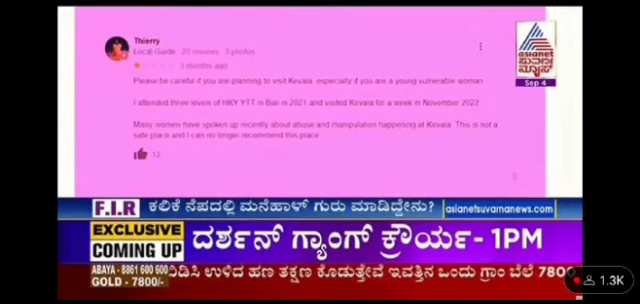 Thierry
Local Guide 20 reviews 3 photos
3 months ago
Please be careful if you are planning to visit Kevala, especially if you are a young vulnerable woman.
I attended three levels of HKY YTT in Bali in 2021 and visited Kevala for a week in November 2022
Many women have spoken up recently about abuse and manipulation happening at Kevala. This is not a
safe place and I can no longer recommend this place
12
asianet
ಸುವರ್ಣ
ನ್ಯೂಸ್
Sep 4
F.I.R ಕಲಿಕೆ ನೆಪದಲ್ಲಿ ಮನೆಹಾಳ್ ಗುರು ಮಾಡಿದ್ದೇನು? asianetsuvarnanews.com
EXCLUSIVE
COMING UP
ದರ್ಶನ್ ಗ್ಯಾಂಗ್ ಕ್ರೌರ್ಯ- 1PM
ABAYA - 8861 600 600
GOLD - 7800/-
ಬಿಡಿಸಿ ಉಳಿದ ಹಣ ತಕ್ಷಣ ಕೊಡುತ್ತೇವೆ ಇವತ್ತಿನ ಒಂದು ಗ್ರಾಂ ಬೆಲೆ 7800
1.3K